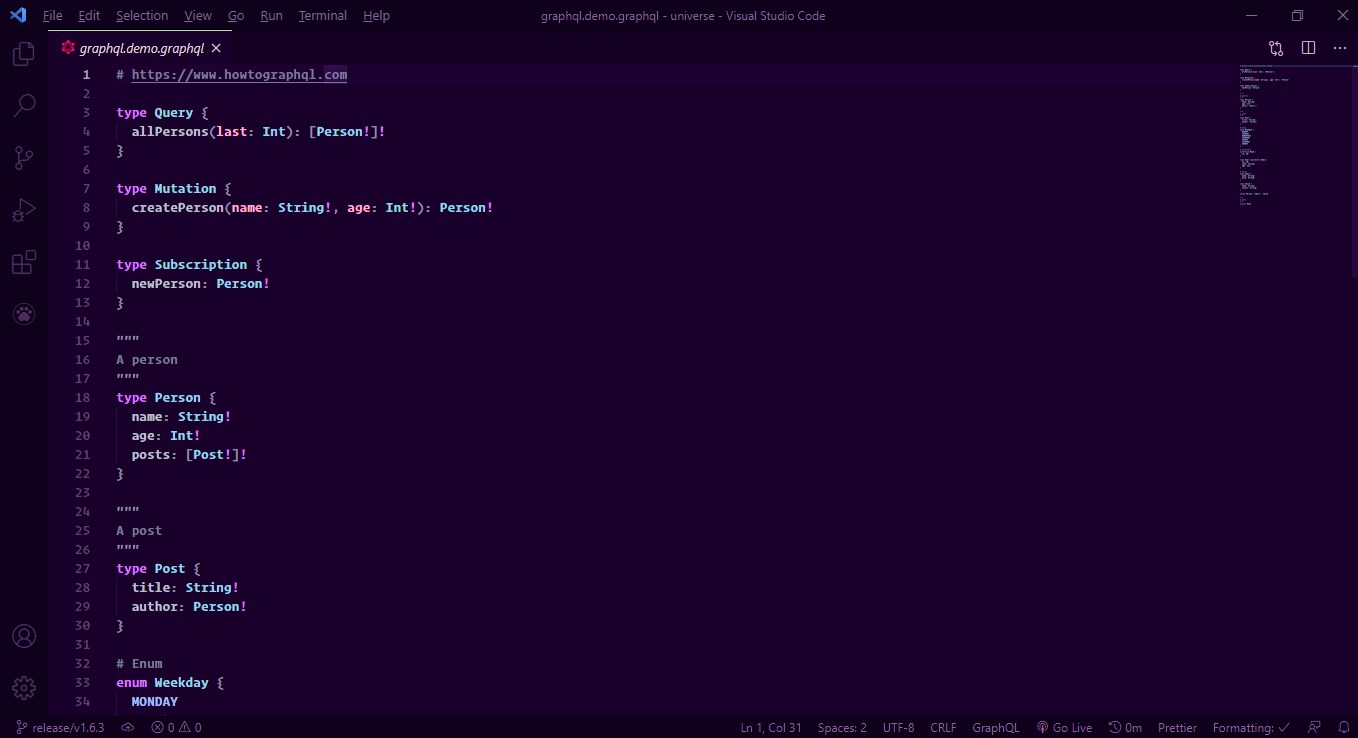 File Edit Selection View Go Run Terminal Help graphql.demo.graphql - universe - Visual Studio Code
graphql.demo.graphql
1 # https://www.howtographql.com
2
3 type Query {
4 allPersons(last: Int): [Person!]!
5 }
6
7 type Mutation {
8 createPerson(name: String!, age: Int!): Person!
9 }
10
11 type Subscription {
12 newPerson: Person!
13 }
14
15 """
16 A person
17 """
18 type Person {
19 name: String!
20 age: Int!
21 posts: [Post!]!
22 }
23
24 """
25 A post
26 """
27 type Post {
28 title: String!
29 author: Person!
30 }
31
32 # Enum
33 enum Weekday {
34 MONDAY
release/v1.6.3 0 0 Ln 1, Col 31 Spaces: 2 UTF-8 CRLF GraphQL Go Live 0m Prettier Formatting: ✓